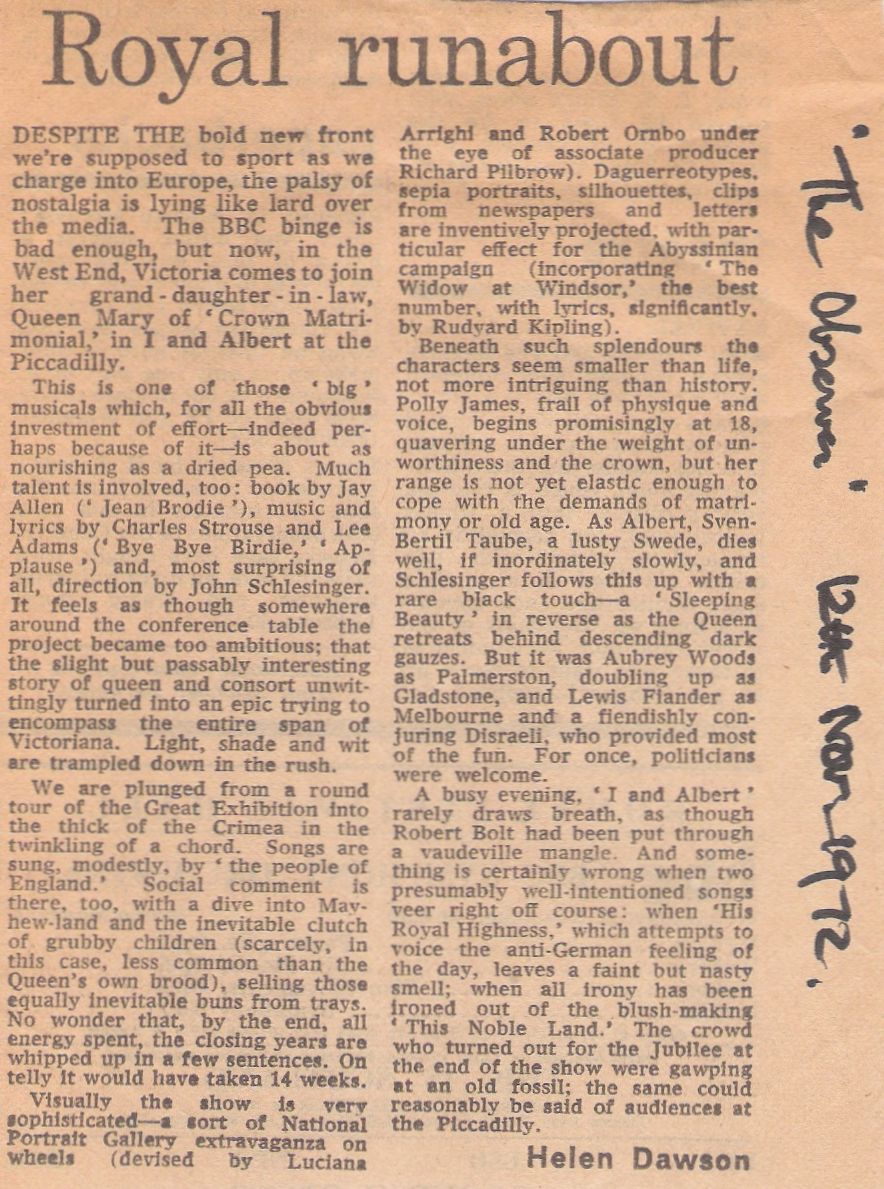 Royal runabout
DESPITE THE bold new front
we're supposed to sport as we
charge into Europe, the palsy of
nostalgia is lying like lard over
the media. The BBC binge is
bad enough, but now, in the
West End, Victoria comes to join
her grand-daughter-in-law,
Queen Mary of 'Crown Matri-
monial,' in I and Albert at the
Piccadilly.
This is one of those 'big'
musicals which, for all the obvious
investment of effort—indeed per-
haps because of it—is about as
nourishing as a dried pea. Much
talent is involved, too: book by Jay
Allen ('Jean Brodie'), music and
lyrics by Charles Strouse and Lee
Adams ('Bye Bye Birdie,' 'Ap-
plause') and, most surprising of
all, direction by John Schlesinger.
It feels as though somewhere
around the conference table the
project became too ambitious; that
the slight but passably interesting
story of queen and consort unwit-
tingly turned into an epic trying to
encompass the entire span of
Victoriana. Light, shade and wit
are trampled down in the rush.
We are plunged from a round
tour of the Great Exhibition into
the thick of the Crimea in the
twinkling of a chord. Songs are
sung, modestly, by 'the people of
England.' Social comment is
there, too, with a dive into May-
hew-land and the inevitable clutch
of grubby children (scarcely, in
this case, less common than the
Queen's own brood), selling those
equally inevitable buns from trays.
No wonder that, by the end, all
energy spent, the closing years are
whipped up in a few sentences. On
telly it would have taken 14 weeks.
Visually the show is very
sophisticated—a sort of National
Portrait Gallery extravaganza on
wheels (devised by Luciana
Arrighi and Robert Ornbo under
the eye of associate producer
Richard Pilbrow). Daguerreotypes,
sepia portraits, silhouettes, clips
from newspapers and letters
are inventively projected, with par-
ticular effect for the Abyssinian
campaign (incorporating 'The
Widow at Windsor,' the best
number, with lyrics, significantly,
by Rudyard Kipling).
Beneath such splendours the
characters seem smaller than life,
not more intriguing than history.
Polly James, frail of physique and
voice, begins promisingly at 18,
quavering under the weight of un-
worthiness and the crown, but her
range is not yet elastic enough to
cope with the demands of matri-
mony or old age. As Albert, Sven-
Bertil Taube, a lusty Swede, dies
well, if inordinately slowly, and
Schlesinger follows this up with a
rare black touch—a 'Sleeping
Beauty' in reverse as the Queen
retreats behind descending dark
gauzes. But it was Aubrey Woods
as Palmerston, doubling up as
Gladstone, and Lewis Fiander as
Melbourne and a fiendishly con-
juring Disraeli, who provided most
of the fun. For once, politicians
were welcome.
A busy evening, 'I and Albert'
rarely draws breath, as though
Robert Bolt had been put through
a vaudeville mangle. And some-
thing is certainly wrong when two
presumably well-intentioned songs
veer right off course: when 'His
Royal Highness,' which attempts to
voice the anti-German feeling of
the day, leaves a faint but nasty
smell; when all irony has been
ironed out of the blush-making
'This Noble Land.' The crowd
who turned out for the Jubilee at
the end of the show were gawping
at an old fossil; the same could
reasonably be said of audiences at
the Piccadilly.
Helen Dawson
'The Observer' 12th Nov 1972.